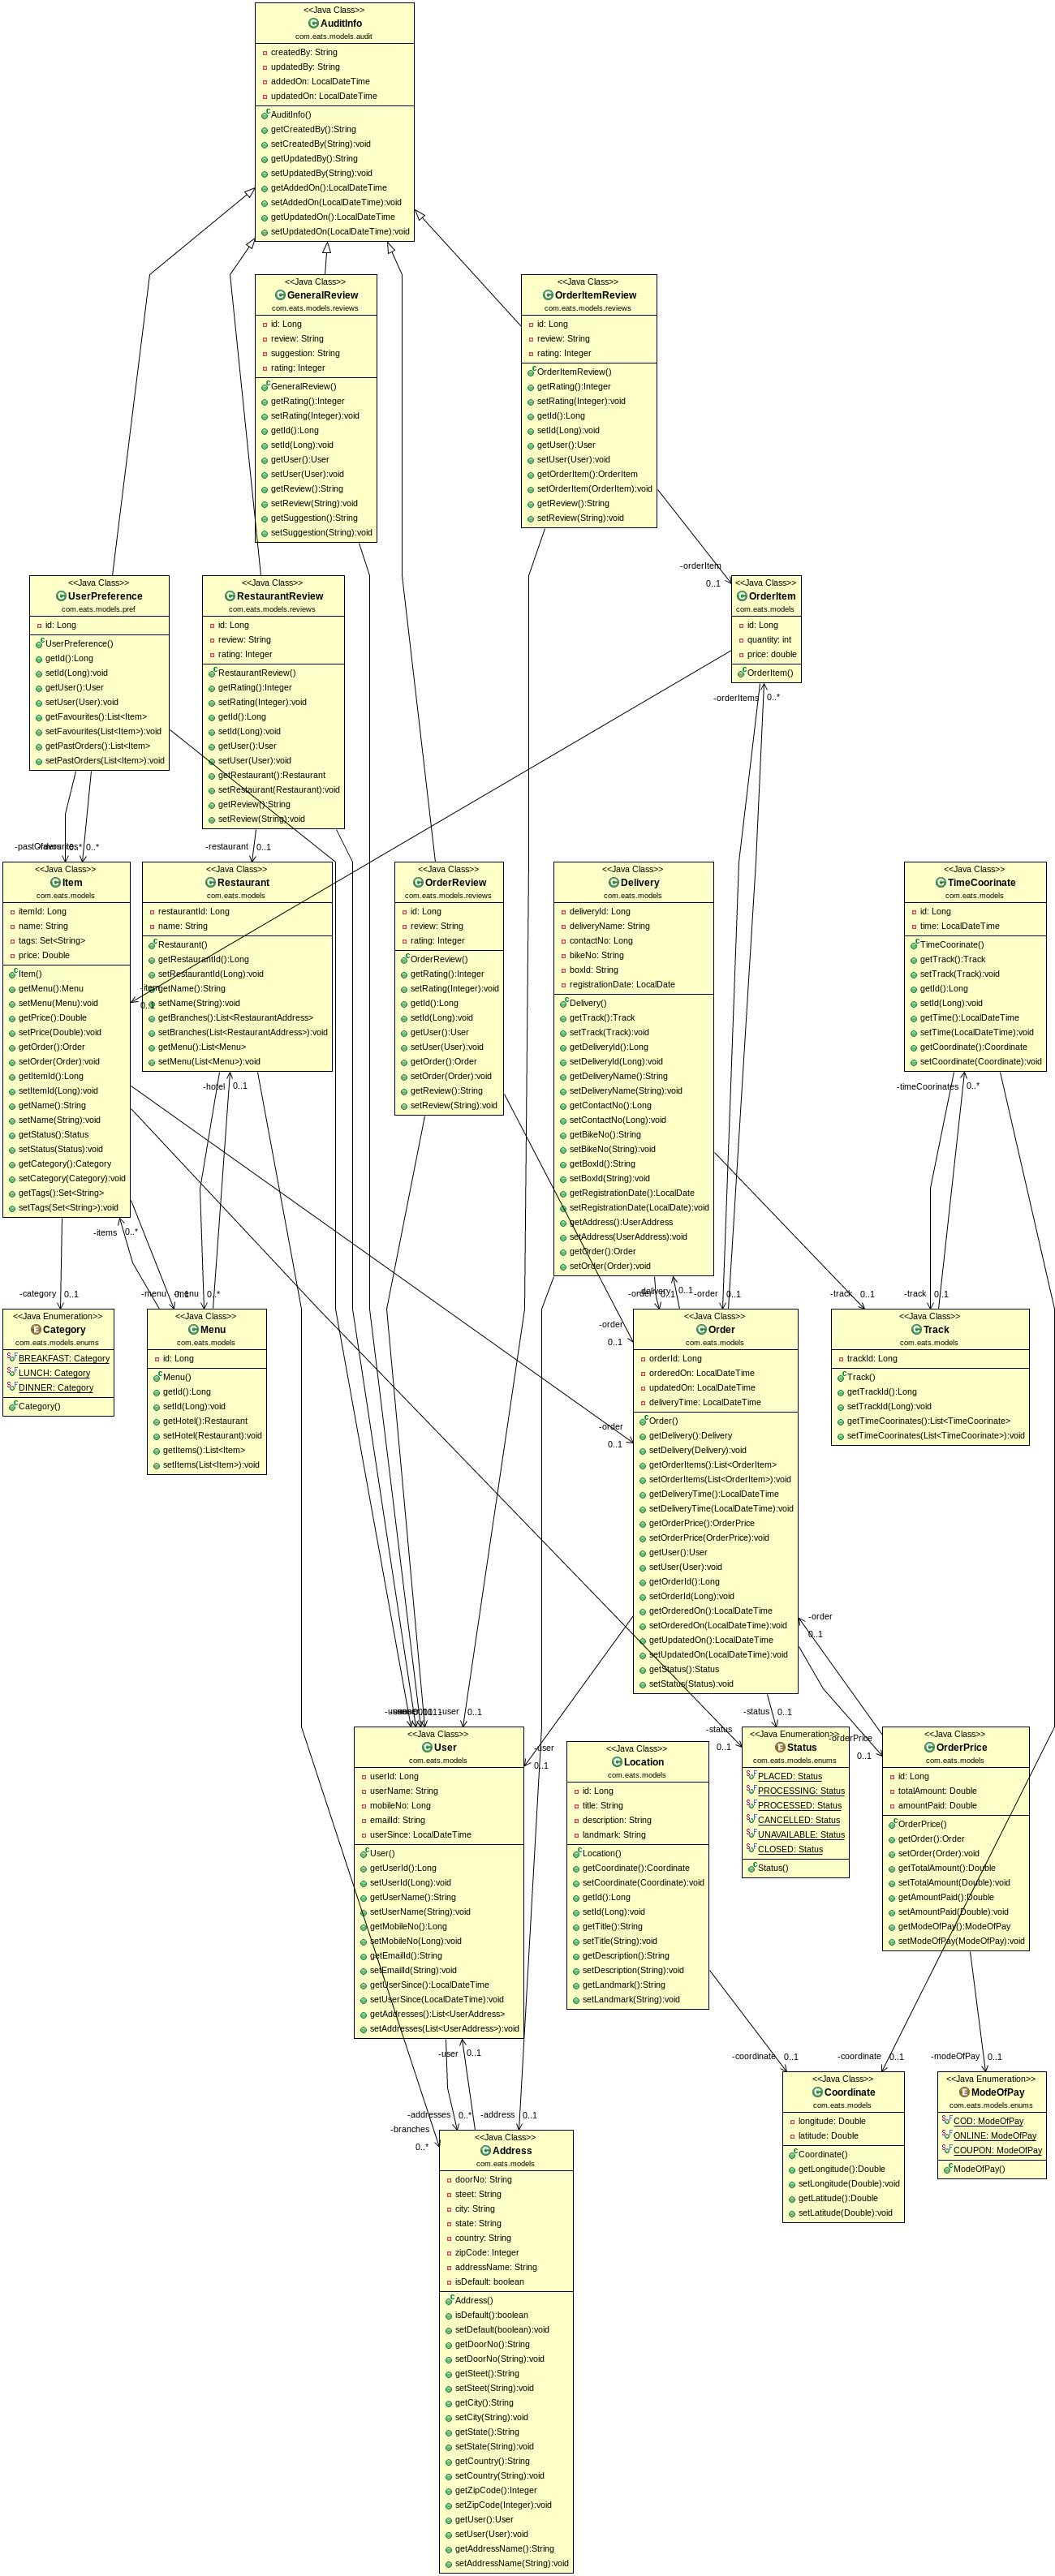 <<Java Class>>
AuditInfo
com.eats.models.audit
createdBy: String
updatedBy: String
addedOn: LocalDateTime
updatedOn: LocalDateTime
AuditInfo()
getCreatedBy():String
setCreatedBy(String):void
getUpdatedBy():String
setUpdatedBy(String):void
getAddedOn():LocalDateTime
setAddedOn(LocalDateTime):void
getUpdatedOn():LocalDateTime
setUpdatedOn(LocalDateTime):void
<<Java Class>>
GeneralReview
com.eats.models.reviews
id: Long
review: String
suggestion: String
rating: Integer
GeneralReview()
getRating():Integer
setRating(Integer):void
getId():Long
setId(Long):void
getUser():User
setUser(User):void
getReview():String
setReview(String):void
getSuggestion():String
setSuggestion(String):void
<<Java Class>>
OrderItemReview
com.eats.models.reviews
id: Long
review: String
rating: Integer
OrderItemReview()
getRating():Integer
setRating(Integer):void
getId():Long
setId(Long):void
getUser():User
setUser(User):void
getOrderItem():OrderItem
setOrderItem(OrderItem):void
getReview():String
setReview(String):void
-orderItem
0..1
<<Java Class>>
UserPreference
com.eats.models.pref
id: Long
UserPreference()
getId():Long
setId(Long):void
getUser():User
setUser(User):void
getFavourites():List<Item>
setFavourites(List<Item>):void
getPastOrders():List<Item>
setPastOrders(List<Item>):void
<<Java Class>>
RestaurantReview
com.eats.models.reviews
id: Long
review: String
rating: Integer
RestaurantReview()
getRating():Integer
setRating(Integer):void
getId():Long
setId(Long):void
getUser():User
setUser(User):void
getRestaurant():Restaurant
setRestaurant(Restaurant):void
getReview():String
setReview(String):void
<<Java Class>>
OrderItem
com.eats.models
id: Long
quantity: int
price: double
OrderItem()
-orderItems 0..*
0..*
-restaurant 0..1
<<Java Class>>
Item
com.eats.models
itemId: Long
name: String
tags: Set<String>
price: Double
Item()
getMenu():Menu
setMenu(Menu):void
getPrice():Double
setPrice(Double):void
getOrder():Order
setOrder(Order):void
getItemId():Long
setItemId(Long):void
getName():String
setName(String):void
getStatus():Status
setStatus(Status):void
getCategory():Category
setCategory(Category):void
getTags():Set<String>
setTags(Set<String>):void
<<Java Class>>
Restaurant
com.eats.models
restaurantId: Long
name: String
Restaurant()
getRestaurantId():Long
setRestaurantId(Long):void
getName():String
setName(String):void
getBranches():List<RestaurantAddress>
setBranches(List<RestaurantAddress>):void
getMenu():List<Menu>
setMenu(List<Menu>):void
-item
0..1
<<Java Class>>
OrderReview
com.eats.models.reviews
id: Long
review: String
rating: Integer
OrderReview()
getRating():Integer
setRating(Integer):void
getId():Long
setId(Long):void
getUser():User
setUser(User):void
getOrder():Order
setOrder(Order):void
getReview():String
setReview(String):void
<<Java Class>>
Delivery
com.eats.models
deliveryId: Long
deliveryName: String
contactNo: Long
bikeNo: String
boxId: String
registrationDate: LocalDate
Delivery()
getTrack():Track
setTrack(Track):void
getDeliveryId():Long
setDeliveryId(Long):void
getDeliveryName():String
setDeliveryName(String):void
getContactNo():Long
setContactNo(Long):void
getBikeNo():String
setBikeNo(String):void
getBoxId():String
setBoxId(String):void
getRegistrationDate():LocalDate
setRegistrationDate(LocalDate):void
getAddress():UserAddress
setAddress(UserAddress):void
getOrder():Order
setOrder(Order):void
<<Java Class>>
TimeCoorinate
com.eats.models
id: Long
time: LocalDateTime
TimeCoorinate()
getTrack():Track
setTrack(Track):void
getId():Long
setId(Long):void
getTime():LocalDateTime
setTime(LocalDateTime):void
getCoordinate():Coordinate
setCoordinate(Coordinate):void
-hotel 0..1
-timeCoorinates 0..*
-items 0..*
-category 0..1
-menu
-menu 0..*
-order
delivery 0..1
-order 0..1
-track 0..1
-track 0..1
<<Java Enumeration>>
Category
com.eats.models.enums
BREAKFAST: Category
LUNCH: Category
DINNER: Category
Category()
<<Java Class>>
Menu
com.eats.models
id: Long
Menu()
getId():Long
setId(Long):void
getHotel():Restaurant
setHotel(Restaurant):void
getItems():List<Item>
setItems(List<Item>):void
-order
0..1
-order
0..1
<<Java Class>>
Order
com.eats.models
orderId: Long
orderedOn: LocalDateTime
updatedOn: LocalDateTime
deliveryTime: LocalDateTime
Order()
getDelivery():Delivery
setDelivery(Delivery):void
getOrderItems():List<OrderItem>
setOrderItems(List<OrderItem>):void
getDeliveryTime():LocalDateTime
setDeliveryTime(LocalDateTime):void
getOrderPrice():OrderPrice
setOrderPrice(OrderPrice):void
getUser():User
setUser(User):void
getOrderId():Long
setOrderId(Long):void
getOrderedOn():LocalDateTime
setOrderedOn(LocalDateTime):void
getUpdatedOn():LocalDateTime
setUpdatedOn(LocalDateTime):void
getStatus():Status
setStatus(Status):void
<<Java Class>>
Track
com.eats.models
trackId: Long
Track()
getTrackId():Long
setTrackId(Long):void
getTimeCoorinates():List<TimeCoorinate>
setTimeCoorinates(List<TimeCoorinate>):void
-order
0..1
-user 0..1
-status 0..1
-status
0..1
-orderPrice
0..1
-user
0..1
<<Java Class>>
User
com.eats.models
userId: Long
userName: String
mobileNo: Long
emailId: String
userSince: LocalDateTime
User()
getUserId():Long
setUserId(Long):void
getUserName():String
setUserName(String):void
getMobileNo():Long
setMobileNo(Long):void
getEmailId():String
setEmailId(String):void
getUserSince():LocalDateTime
setUserSince(LocalDateTime):void
getAddresses():List<UserAddress>
setAddresses(List<UserAddress>):void
<<Java Class>>
Location
com.eats.models
id: Long
title: String
description: String
landmark: String
Location()
getCoordinate():Coordinate
setCoordinate(Coordinate):void
getId():Long
setId(Long):void
getTitle():String
setTitle(String):void
getDescription():String
setDescription(String):void
getLandmark():String
setLandmark(String):void
<<Java Enumeration>>
Status
com.eats.models.enums
PLACED: Status
PROCESSING: Status
PROCESSED: Status
CANCELLED: Status
UNAVAILABLE: Status
CLOSED: Status
Status()
<<Java Class>>
OrderPrice
com.eats.models
id: Long
totalAmount: Double
amountPaid: Double
OrderPrice()
getOrder():Order
setOrder(Order):void
getTotalAmount():Double
setTotalAmount(Double):void
getAmountPaid():Double
setAmountPaid(Double):void
getModeOfPay():ModeOfPay
setModeOfPay(ModeOfPay):void
-user 0..1
-coordinate 0..1
-coordinate 0..1
-modeOfPay 0..1
<<Java Class>>
Coordinate
com.eats.models
longitude: Double
latitude: Double
Coordinate()
getLongitude():Double
setLongitude(Double):void
getLatitude():Double
setLatitude(Double):void
<<Java Enumeration>>
ModeOfPay
com.eats.models.enums
COD: ModeOfPay
ONLINE: ModeOfPay
COUPON: ModeOfPay
ModeOfPay()
-addresses 0..*
-address 0..1
-branches
0..*
<<Java Class>>
Address
com.eats.models
doorNo: String
steet: String
city: String
state: String
country: String
zipCode: Integer
addressName: String
isDefault: boolean
Address()
isDefault():boolean
setDefault(boolean):void
getDoorNo():String
setDoorNo(String):void
getSteet():String
setSteet(String):void
getCity():String
setCity(String):void
getState():String
setState(String):void
getCountry():String
setCountry(String):void
getZipCode():Integer
setZipCode(Integer):void
getUser():User
setUser(User):void
getAddressName():String
setAddressName(String):void